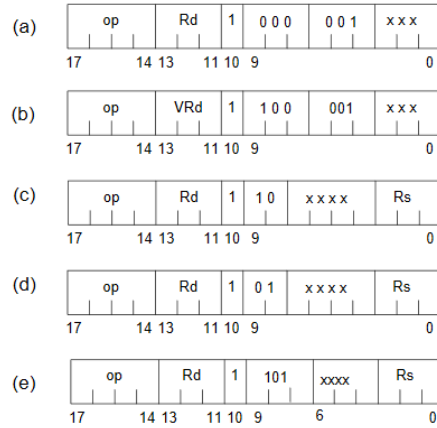 (a) op Rd 1 0 0 0 0 0 1 x x x
17 14 13 11 10 9 0
(b) op VRd 1 1 0 0 001 x x x
17 14 13 11 10 9 0
(c) op Rd 1 1 0 x x x x Rs
17 14 13 11 10 9 0
(d) op Rd 1 0 1 x x x x Rs
17 14 13 11 10 9 0
(e) op Rd 1 101 xxxx Rs
17 14 13 11 10 9 6 0